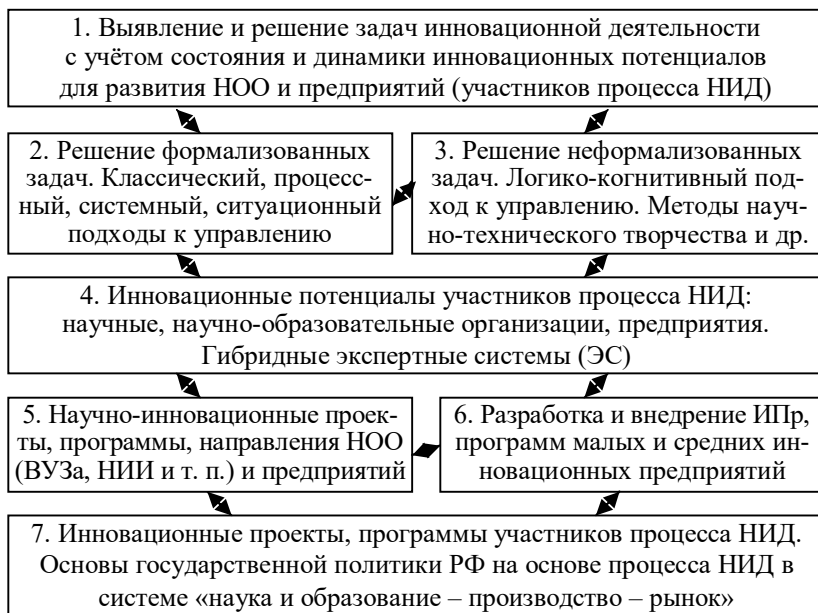 1. Выявление и решение задач инновационной деятельности
с учётом состояния и динамики инновационных потенциалов
для развития НОО и предприятий (участников процесса НИД)
2. Решение формализованных
задач. Классический, процесс-
ный, системный, ситуационный
подходы к управлению
3. Решение неформализованных
задач. Логико-когнитивный под-
ход к управлению. Методы науч-
но-технического творчества и др.
4. Инновационные потенциалы участников процесса НИД:
научные, научно-образовательные организации, предприятия.
Гибридные экспертные системы (ЭС)
5. Научно-инновационные проек-
ты, программы, направления НОО
(ВУЗа, НИИ и т. п.) и предприятий
6. Разработка и внедрение ИПр,
программ малых и средних ин-
новационных предприятий
7. Инновационные проекты, программы участников процесса НИД.
Основы государственной политики РФ на основе процесса НИД в
системе «наука и образование – производство – рынок»